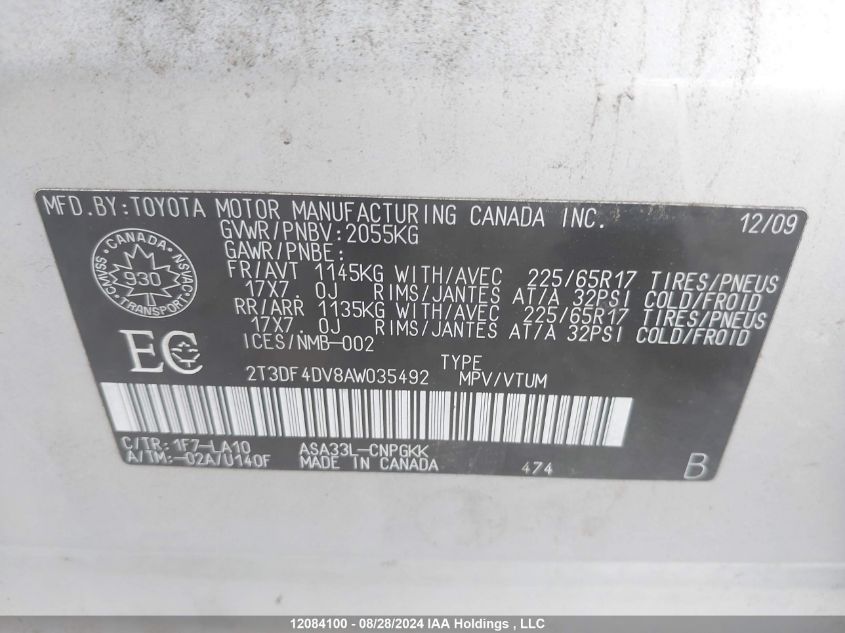 MFD.BY:TOYOTA MOTOR MANUFACTURING CANADA INC. 12/09
GVWR/PNBV:2055KG
GAWR/PNBE:
FR/AVT 1145KG WITH/AVEC 225/65R17 TIRES/PNEUS
17X7.0J RIMS/JANTES AT/A 32PSI COLD/FROID
RR/ARR 1135KG WITH/AVEC 225/65R17 TIRES/PNEUS
17X7.0J RIMS/JANTES AT/A 32PSI COLD/FROID
ICES/NMB-002
CANADA
CMVSS 930 NSVAC
TRANSPORT
EC
TYPE
2T3DF4DV8AW035492 MPV/VTUM
C/TR: 1F7-LA10 ASA33L-CNPGKK
A/TM:-02A/U140F MADE IN CANADA 474 B
12084100 - 08/28/2024 IAA Holdings , LLC